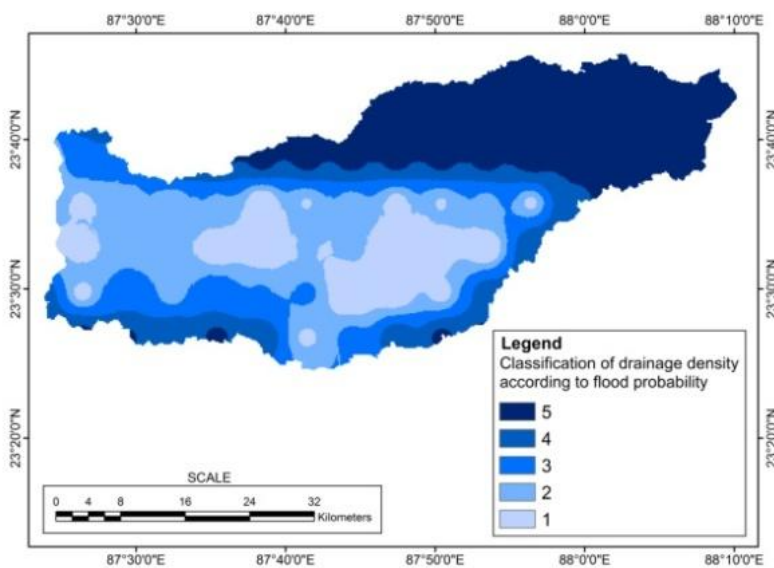 87°30'0"E 87°40'0"E 87°50'0"E 88°0'0"E 88°10'0"E
23°40'0"N 23°40'0"N
23°30'0"N 23°30'0"N
23°20'0"N 23°20'0"N
Legend
Classification of drainage density
according to flood probability
5
4
3
2
1
SCALE
0 4 8 16 24 32
Kilometers
87°30'0"E 87°40'0"E 87°50'0"E 88°0'0"E 88°10'0"E